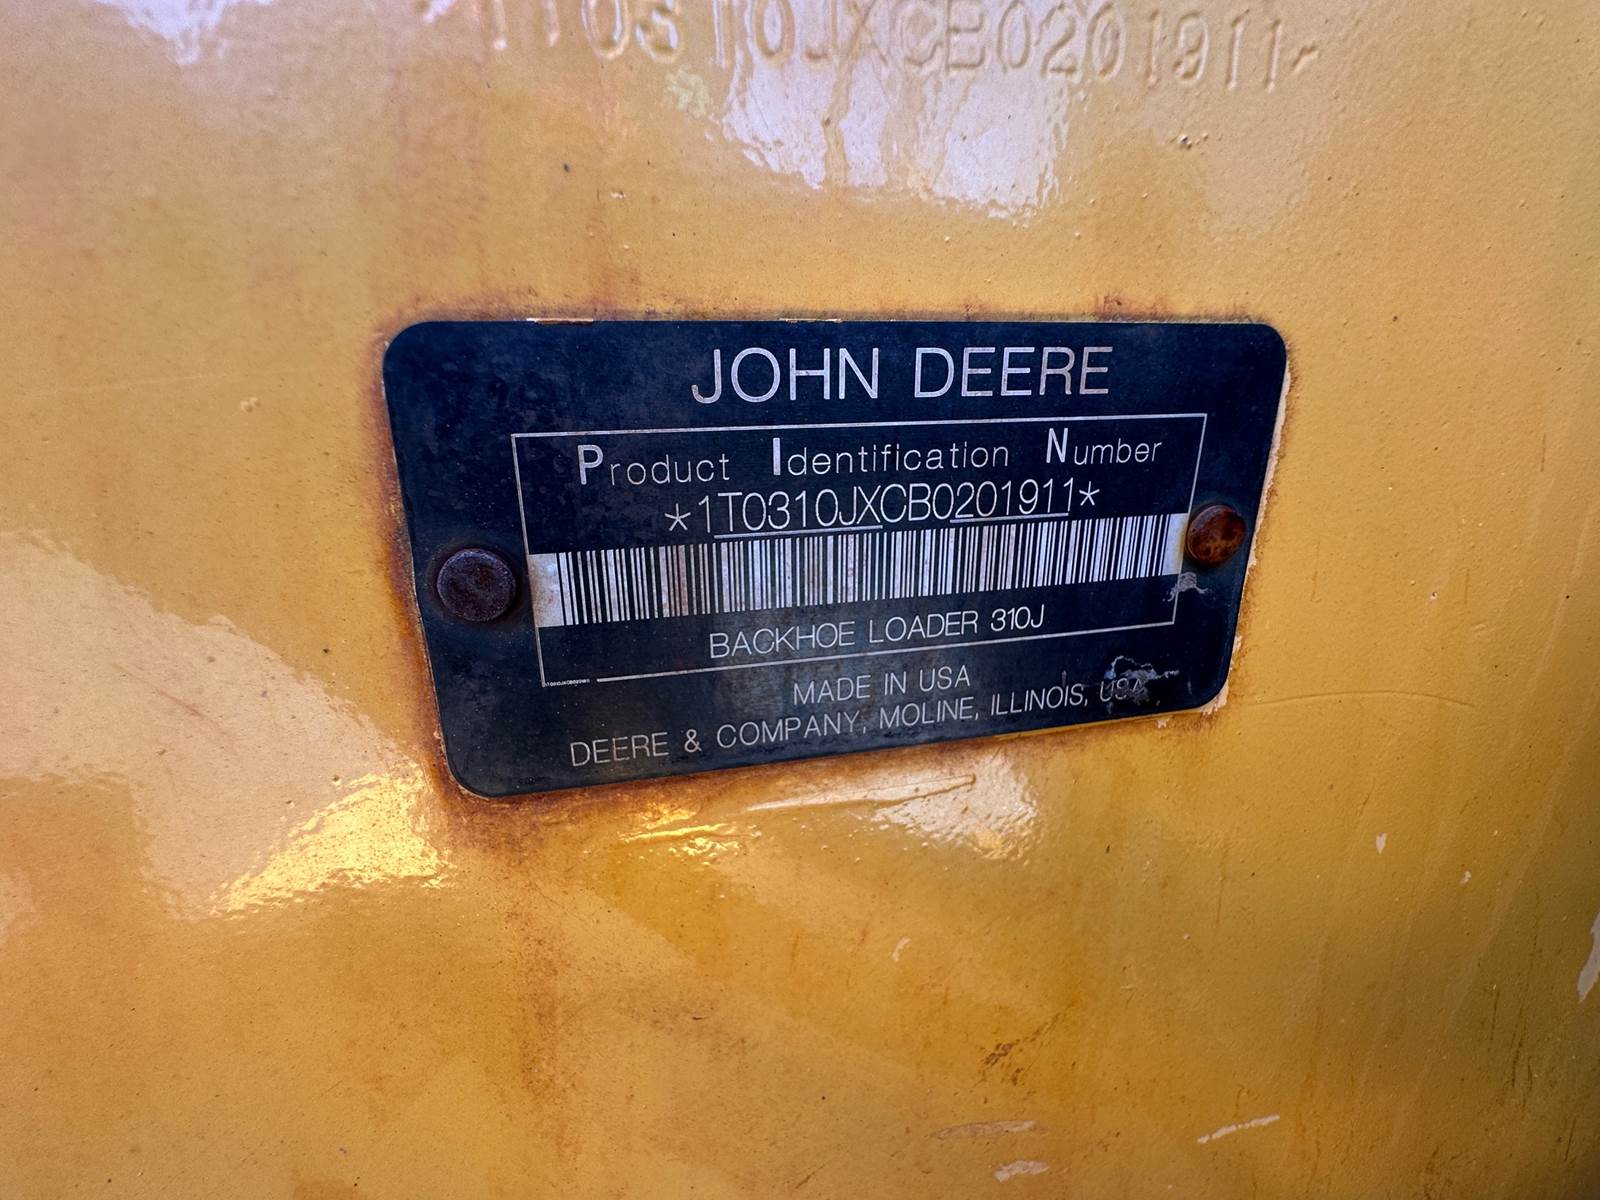 1T0310JXCB0201911
JOHN DEERE
Product Identification Number
*1T0310JXCB0201911*
BACKHOE LOADER 310J
MADE IN USA
DEERE & COMPANY, MOLINE, ILLINOIS, USA